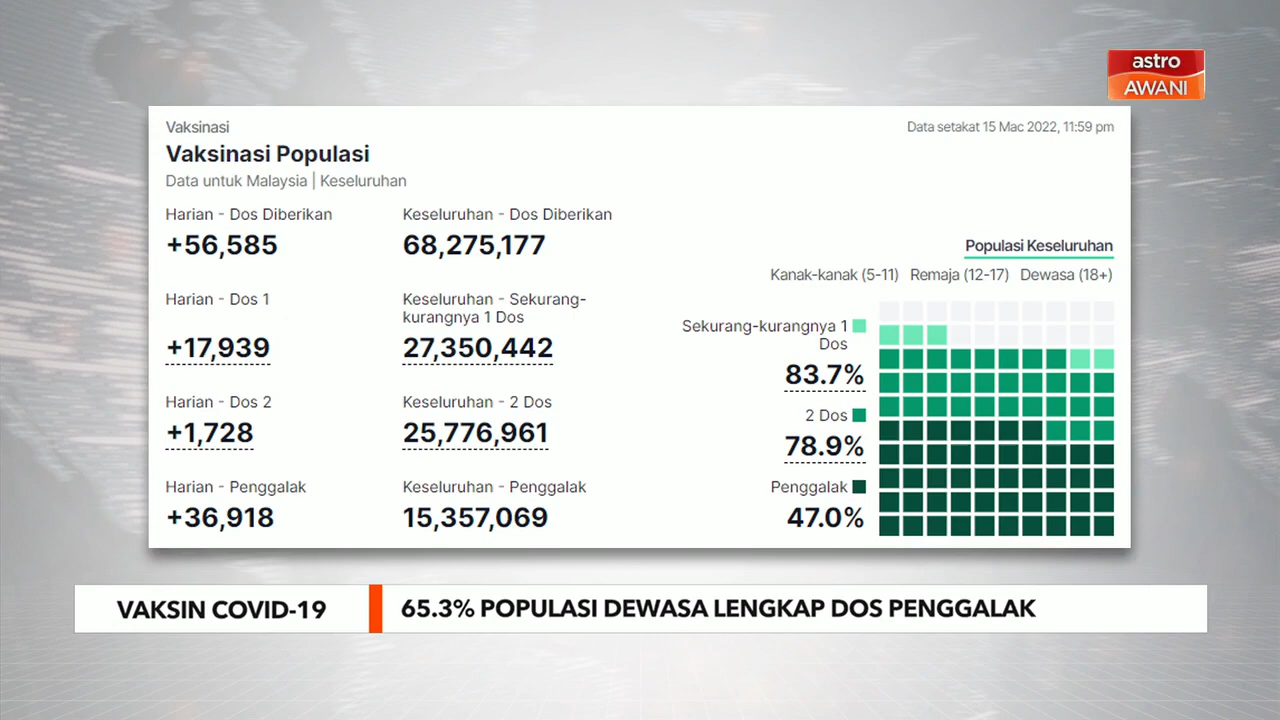 astro
AWANI
Vaksinasi
Data setakat 15 Mac 2022, 11:59 pm
Vaksinasi Populasi
Data untuk Malaysia | Keseluruhan
Harian - Dos Diberikan
+56,585
Keseluruhan - Dos Diberikan
68,275,177
Harian - Dos 1
+17,939
Keseluruhan - Sekurang-
kurangnya 1 Dos
27,350,442
Harian - Dos 2
+1,728
Keseluruhan - 2 Dos
25,776,961
Harian - Penggalak
+36,918
Keseluruhan - Penggalak
15,357,069
Populasi Keseluruhan
Kanak-kanak (5-11) Remaja (12-17) Dewasa (18+)
Sekurang-kurangnya 1
Dos
83.7%
2 Dos
78.9%
Penggalak
47.0%
VAKSIN COVID-19
65.3% POPULASI DEWASA LENGKAP DOS PENGGALAK